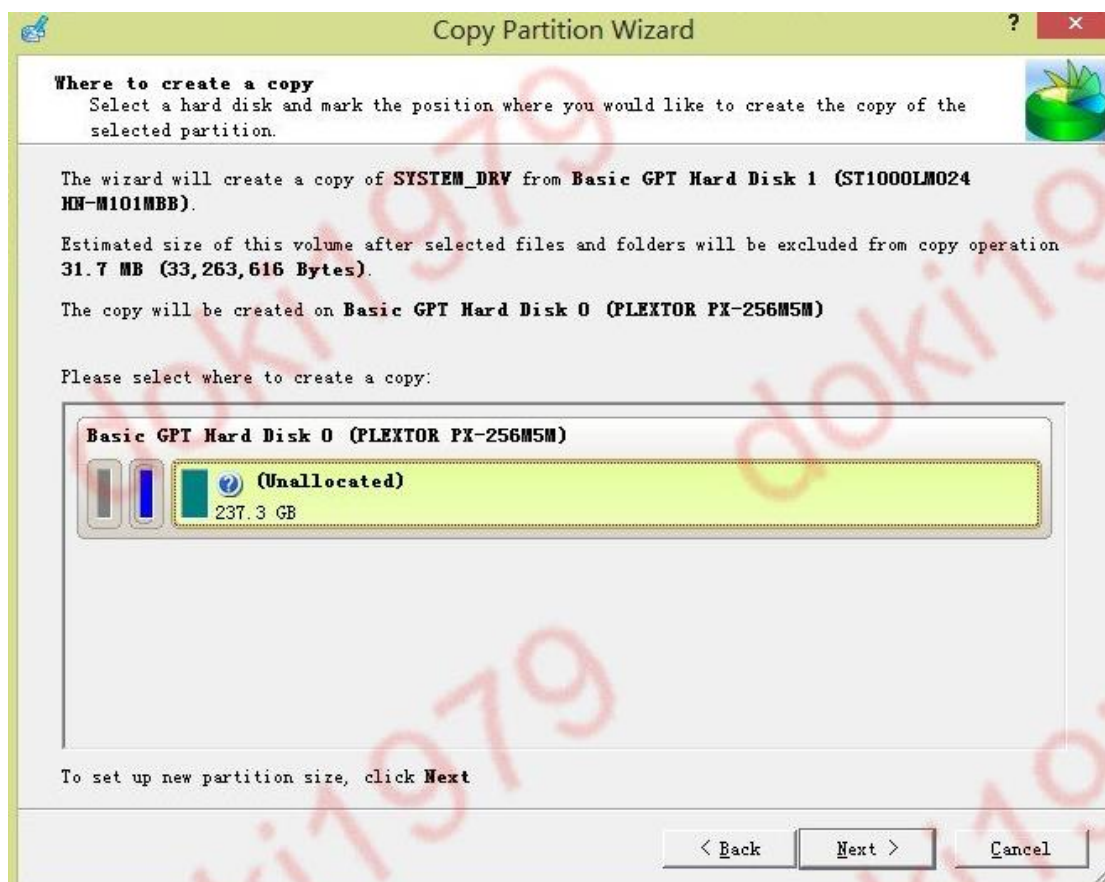 Copy Partition Wizard
?
Where to create a copy
Select a hard disk and mark the position where you would like to create the copy of the
selected partition.
The wizard will create a copy of SYSTEM_DRV from Basic GPT Hard Disk 1 (ST1000LM024
HN-M101MBB).
Estimated size of this volume after selected files and folders will be excluded from copy operation
31.7 MB (33,263,616 Bytes).
The copy will be created on Basic GPT Hard Disk 0 (PLEXTOR PX-256M5M)
Please select where to create a copy:
Basic GPT Hard Disk 0 (PLEXTOR PX-256M5M)
? (Unallocated)
237.3 GB
To set up new partition size, click Next
< Back
Next >
Cancel
doki1979
doki1979
doki1979